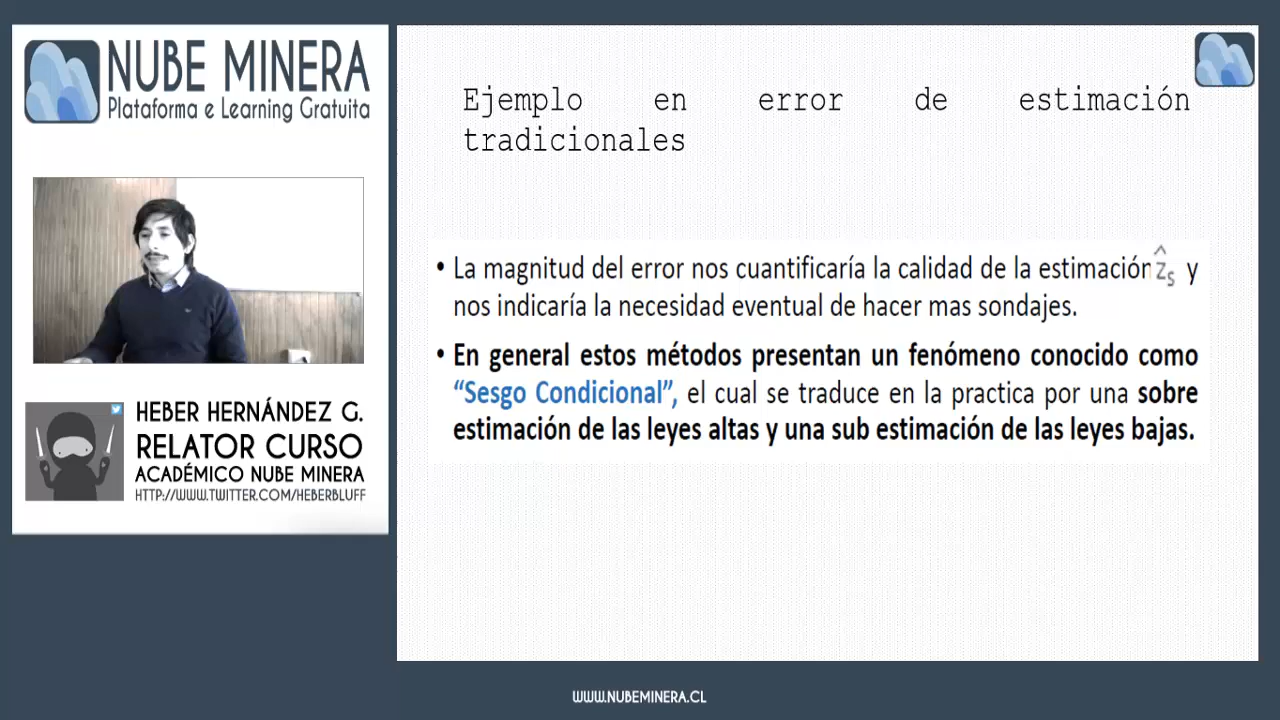 NUBE MINERA
Plataforma e Learning Gratuita
HEBER HERNÁNDEZ G.
RELATOR CURSO
ACADÉMICO NUBE MINERA
HTTP://WWW.TWITTER.COM/HEBERBLUFF
Ejemplo en error de estimación
tradicionales
• La magnitud del error nos cuantificaría la calidad de la estimación ẑₛ y
nos indicaría la necesidad eventual de hacer mas sondajes.
• En general estos métodos presentan un fenómeno conocido como
“Sesgo Condicional”, el cual se traduce en la practica por una sobre
estimación de las leyes altas y una sub estimación de las leyes bajas.
WWW.NUBEMINERA.CL